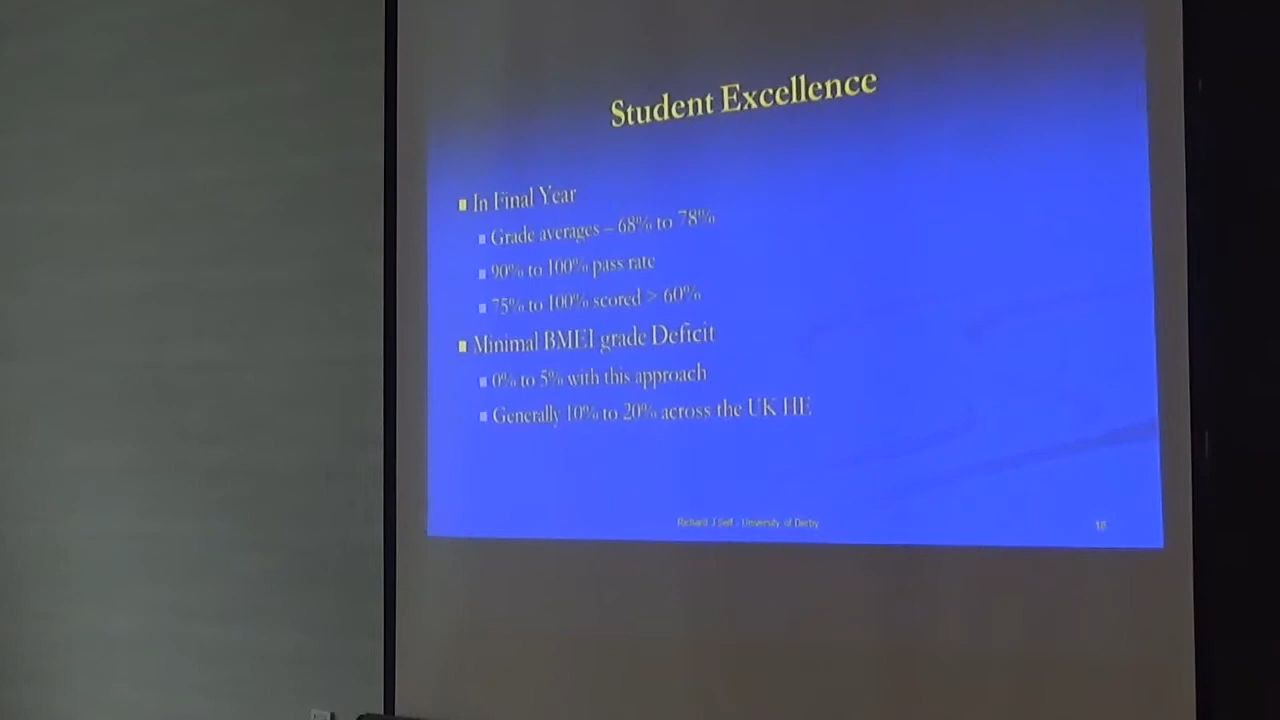 Student Excellence
In Final Year
Grade averages – 68% to 78%
90% to 100% pass rate
75% to 100% scored > 60%
Minimal BMEI grade Deficit
0% to 5% with this approach
Generally 10% to 20% across the UK HE
Richard J Self - University of Derby
18